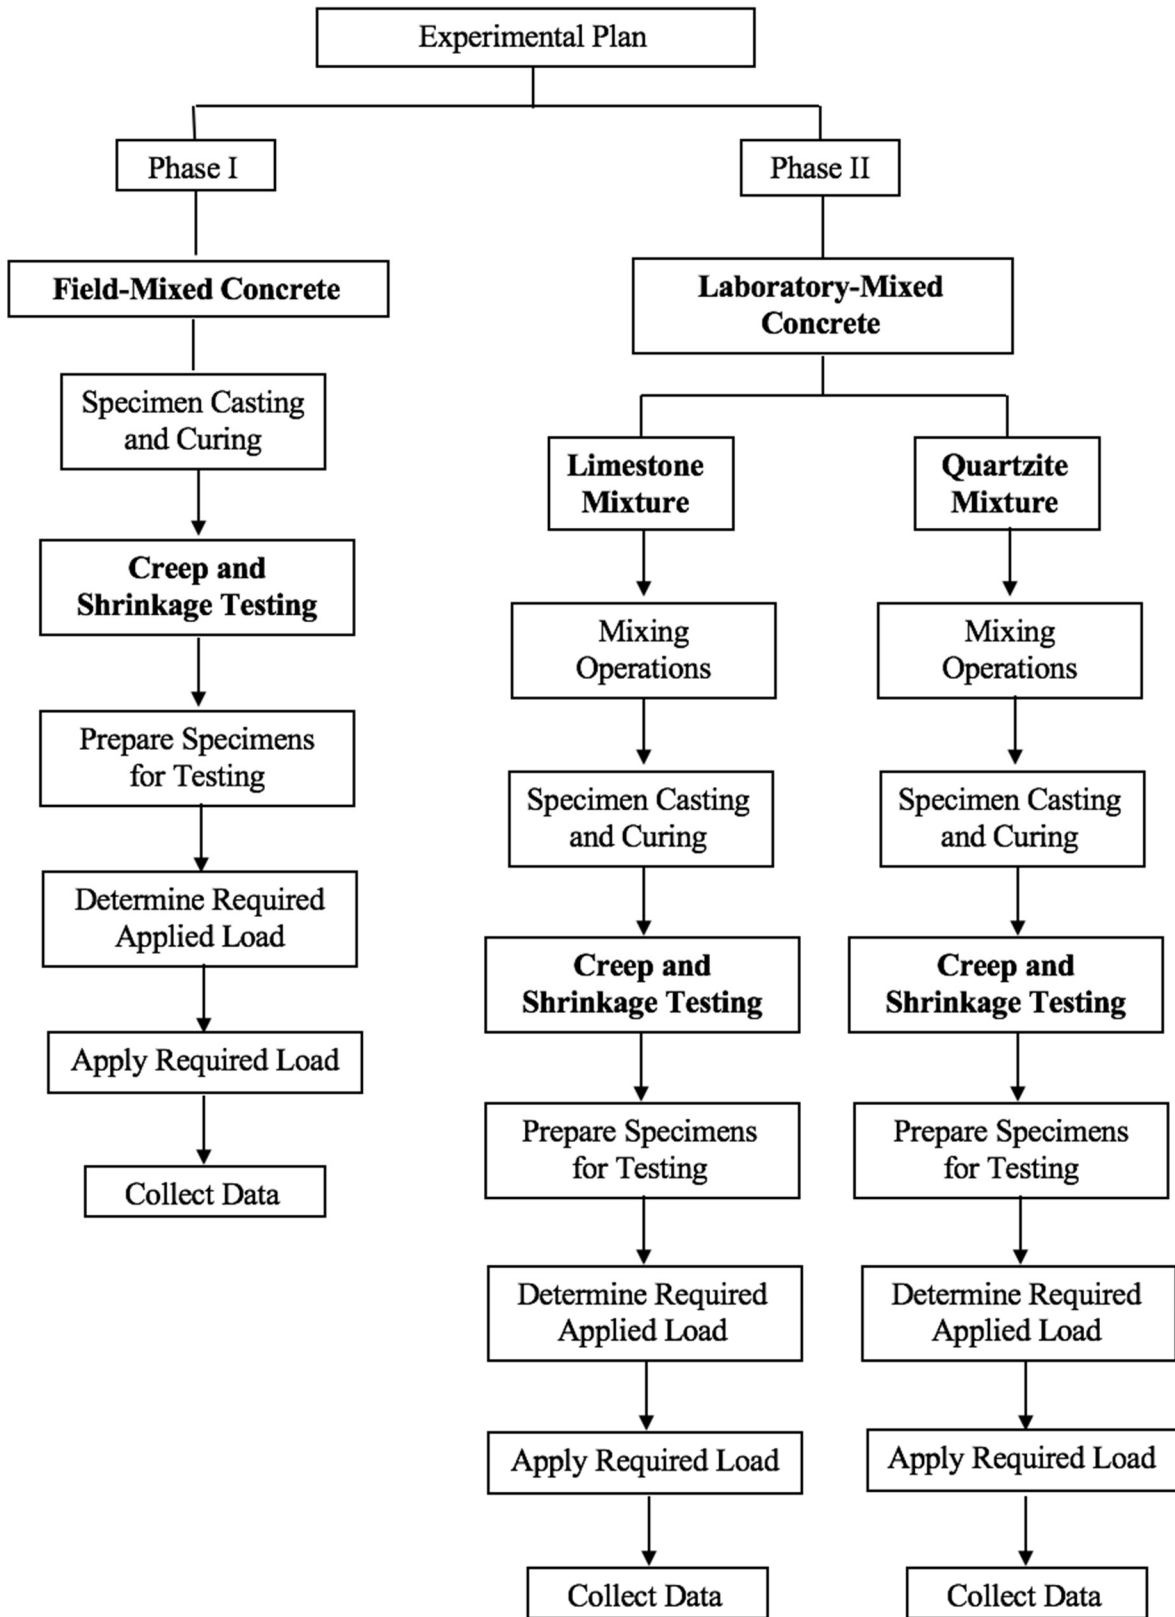 Experimental Plan
Phase I
Field-Mixed Concrete
Specimen Casting
and Curing
Creep and
Shrinkage Testing
Prepare Specimens
for Testing
Determine Required
Applied Load
Apply Required Load
Collect Data
Phase II
Laboratory-Mixed
Concrete
Limestone
Mixture
Mixing
Operations
Specimen Casting
and Curing
Creep and
Shrinkage Testing
Prepare Specimens
for Testing
Determine Required
Applied Load
Apply Required Load
Collect Data
Quartzite
Mixture
Mixing
Operations
Specimen Casting
and Curing
Creep and
Shrinkage Testing
Prepare Specimens
for Testing
Determine Required
Applied Load
Apply Required Load
Collect Data